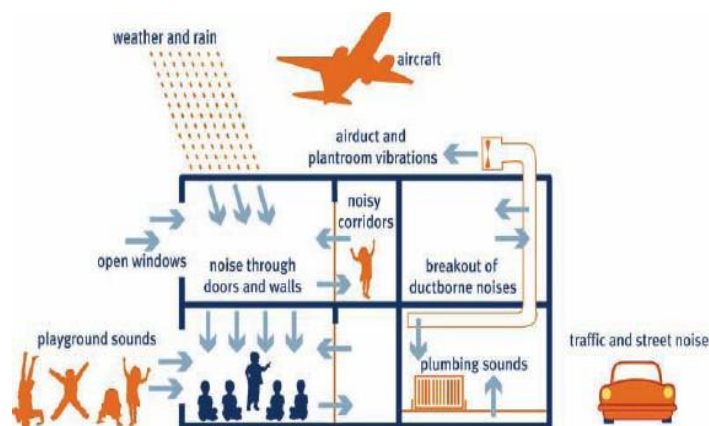 weather and rain
aircraft
airduct and
plantroom vibrations
noisy
corridors
open windows
noise through
doors and walls
breakout of
ductborne noises
playground sounds
plumbing sounds
traffic and street noise